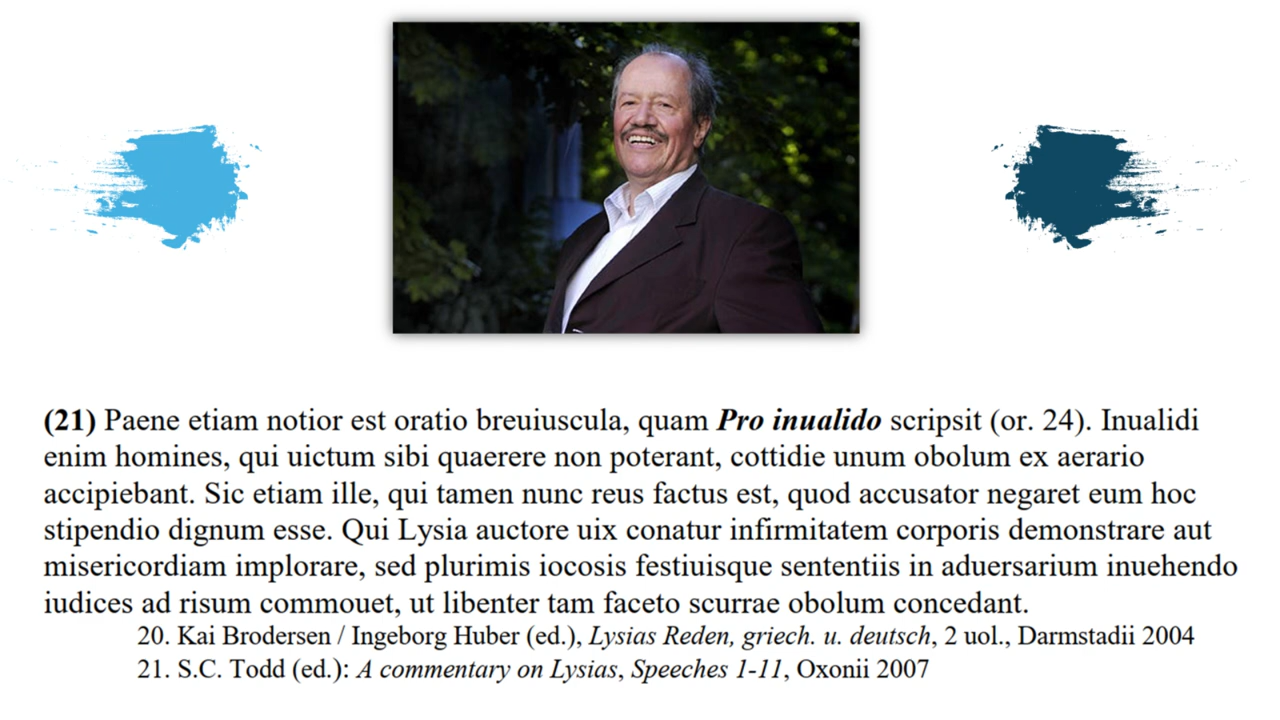 (21) Paene etiam notior est oratio breuiuscula, quam Pro inualido scripsit (or. 24). Inualidi
enim homines, qui uictum sibi quaerere non poterant, cottidie unum obolum ex aerario
accipiebant. Sic etiam ille, qui tamen nunc reus factus est, quod accusator negaret eum hoc
stipendio dignum esse. Qui Lysia auctore uix conatur infirmitatem corporis demonstrare aut
misericordiam implorare, sed plurimis iocosis festiuisque sententiis in aduersarium inuehendo
iudices ad risum commouet, ut libenter tam faceto scurrae obolum concedant.
20. Kai Brodersen / Ingeborg Huber (ed.), Lysias Reden, griech. u. deutsch, 2 uol., Darmstadii 2004
21. S.C. Todd (ed.): A commentary on Lysias, Speeches 1-11, Oxonii 2007